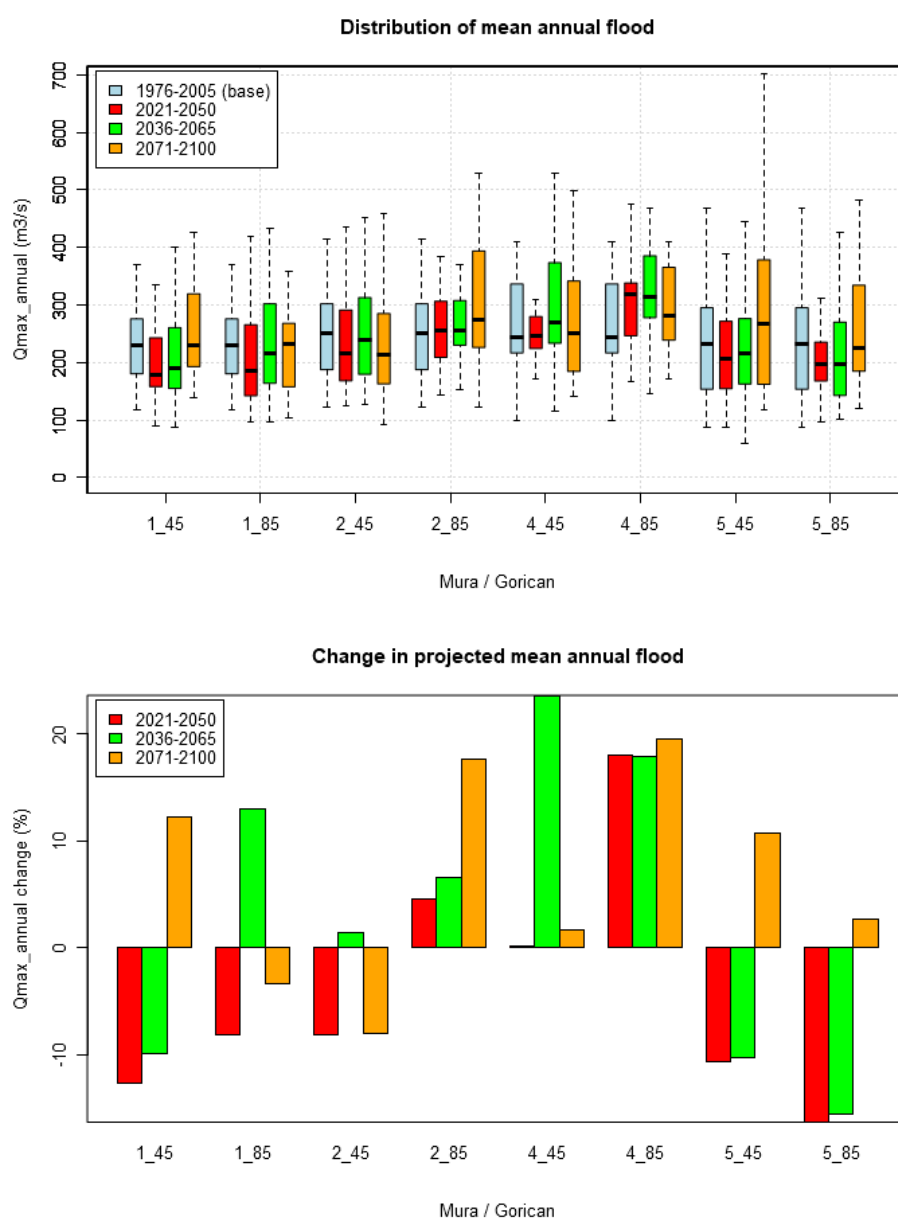 Distribution of mean annual flood
Qmax_annual (m3/s)
700
600
500
400
300
200
100
0
1976-2005 (base)
2021-2050
2036-2065
2071-2100
1_45 1_85 2_45 2_85 4_45 4_85 5_45 5_85
Mura / Gorican
Change in projected mean annual flood
Qmax_annual change (%)
20
10
0
-10
2021-2050
2036-2065
2071-2100
1_45 1_85 2_45 2_85 4_45 4_85 5_45 5_85
Mura / Gorican